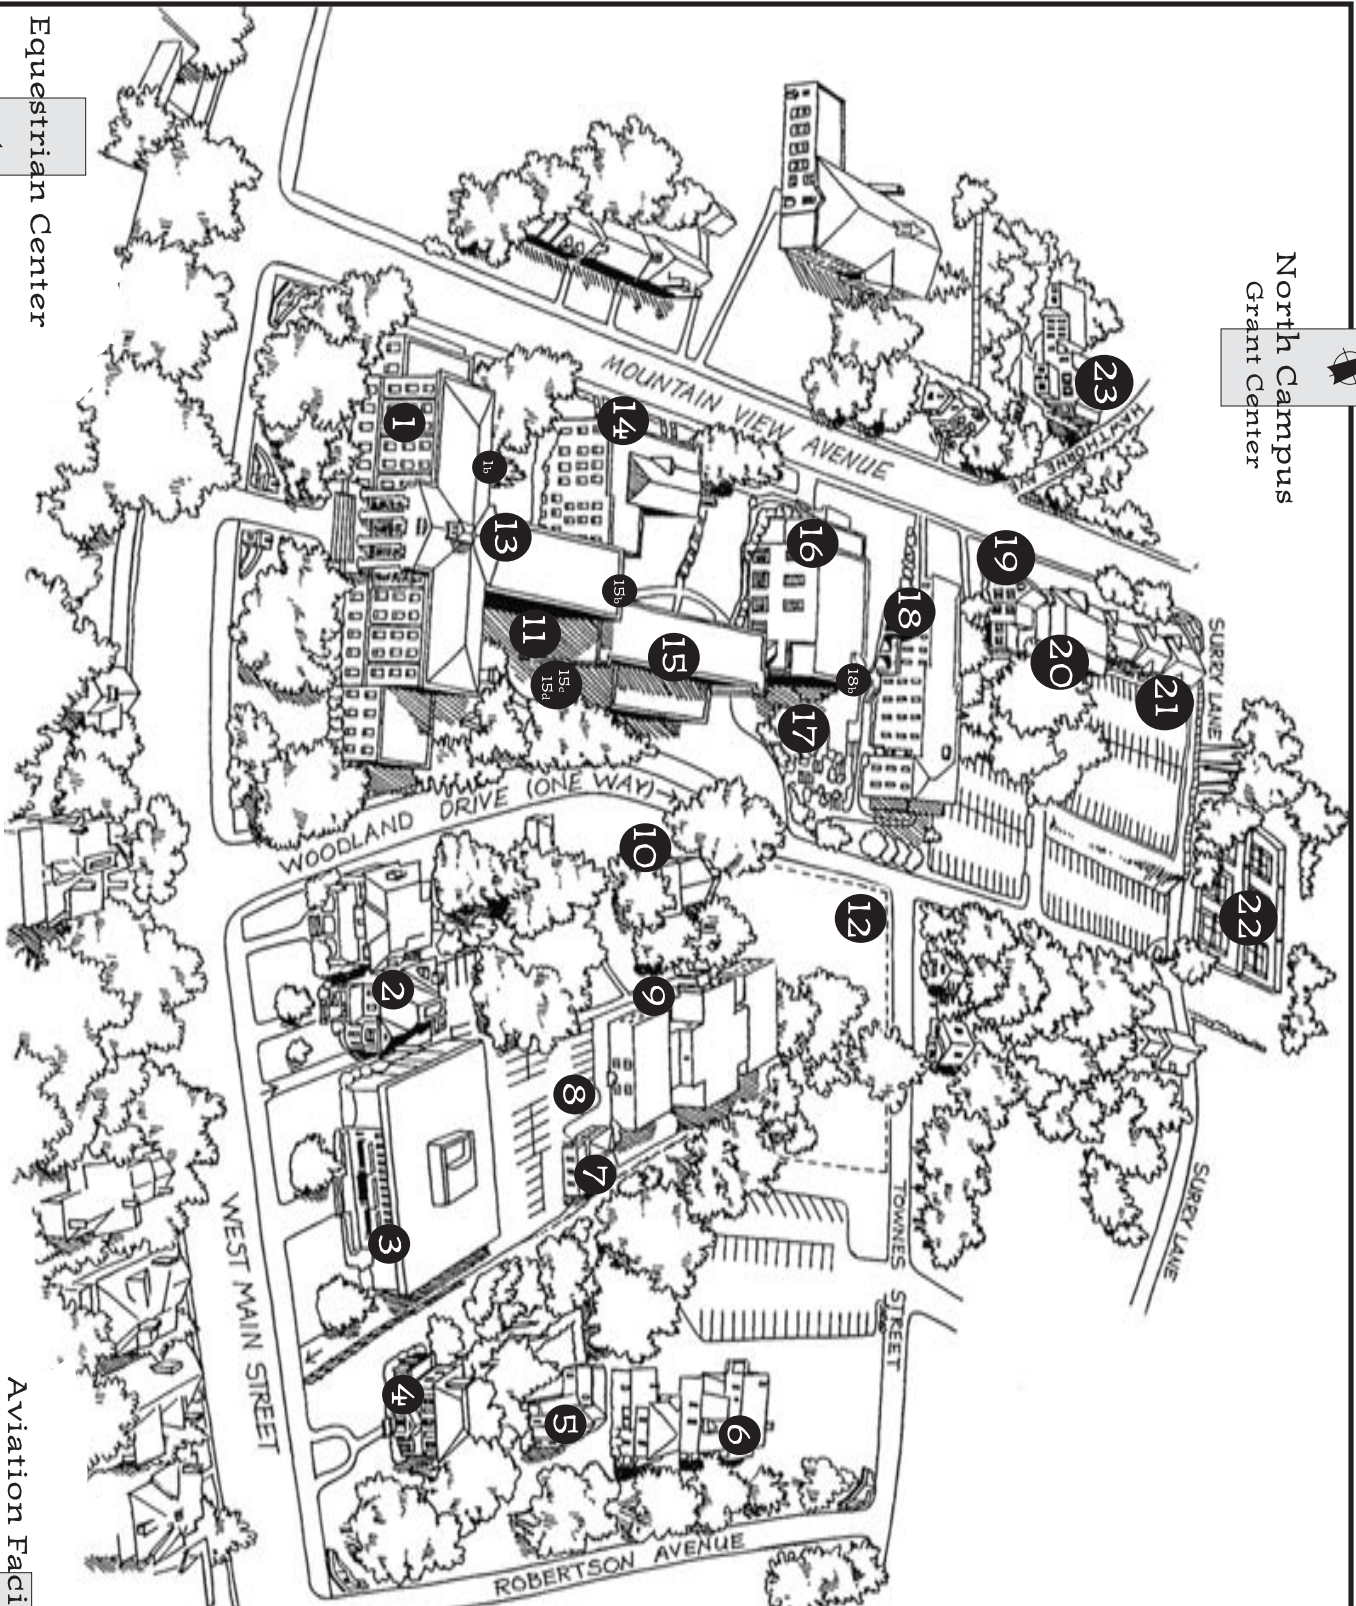 North Campus
Grant Center
Equestrian Center
Aviation Faci
MOUNTAIN VIEW AVENUE
HAWTHORNE
SURRY LANE
SURRY LANE
WOODLAND DRIVE (ONE WAY)
TOWNES STREET
WEST MAIN STREET
ROBERTSON AVENUE
1
1b
2
3
4
5
6
7
8
9
10
11
12
13
14
15
15b
15c
15d
16
17
18
18b
19
20
21
22
23